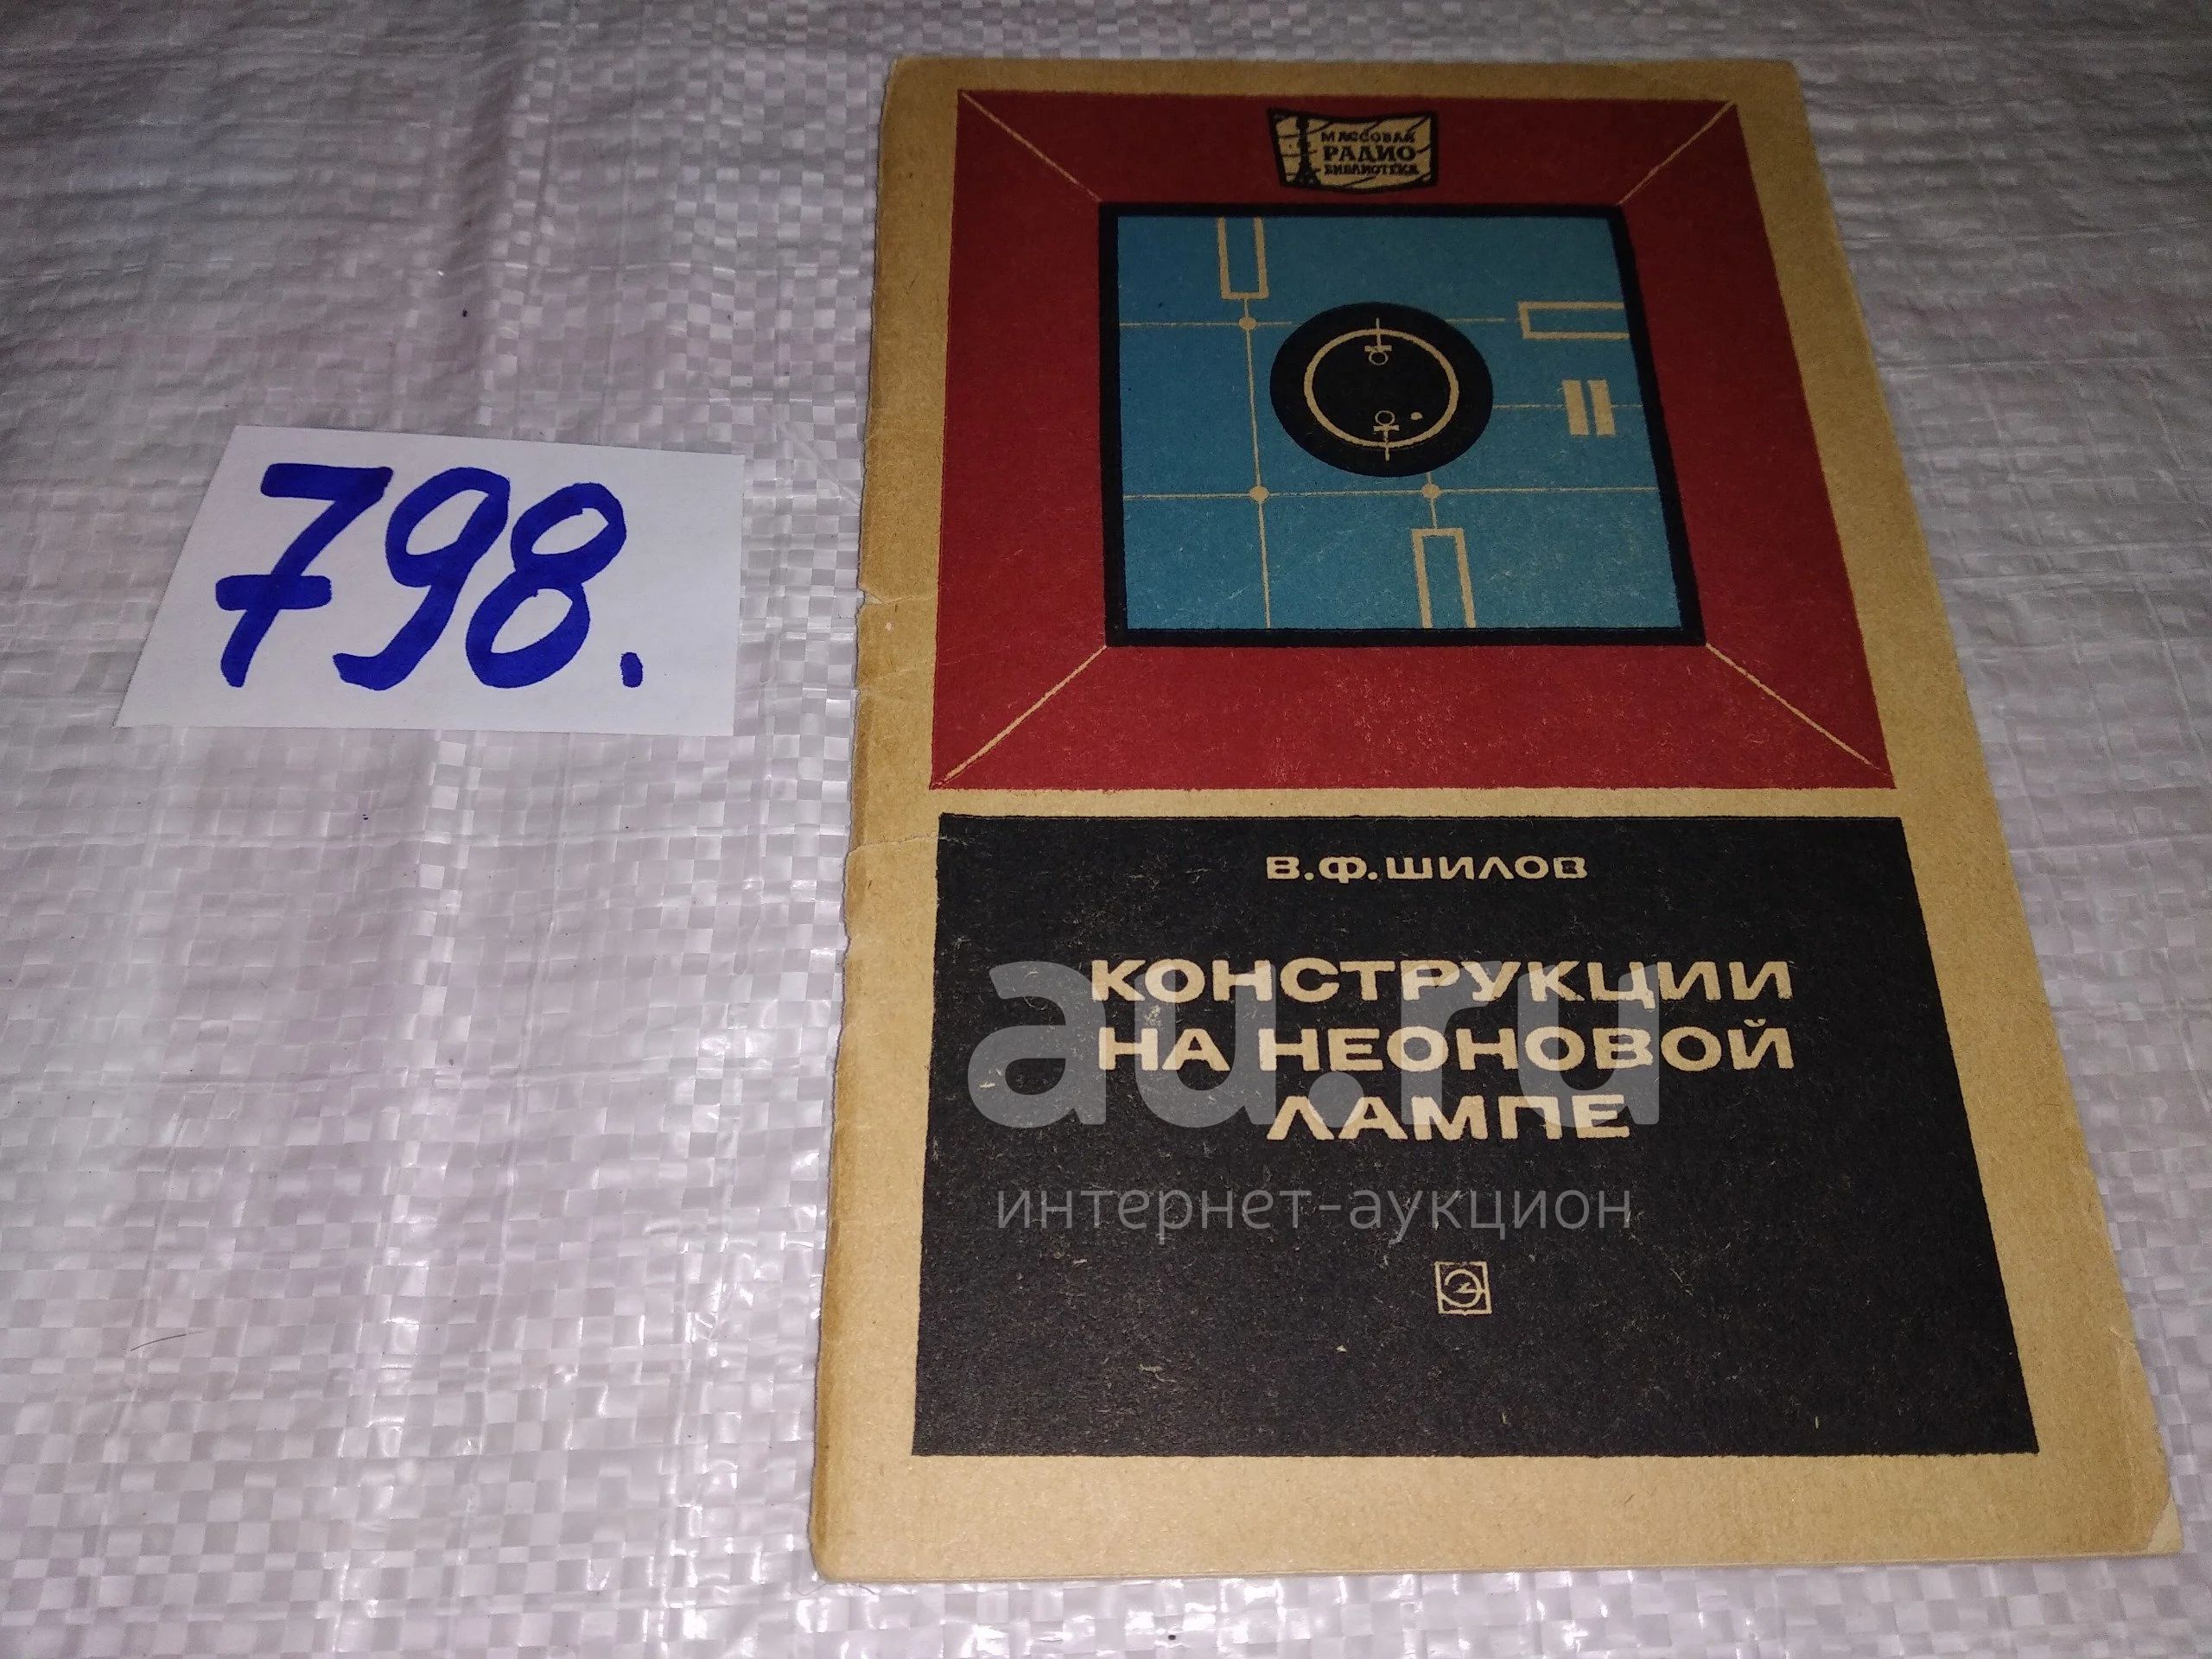 798.
МАССОВАЯ
РАДИО
БИБЛИОТЕКА
В.Ф.ШИЛОВ
КОНСТРУКЦИИ
НА НЕОНОВОЙ
ЛАМПЕ
au.ru
интернет-аукцион